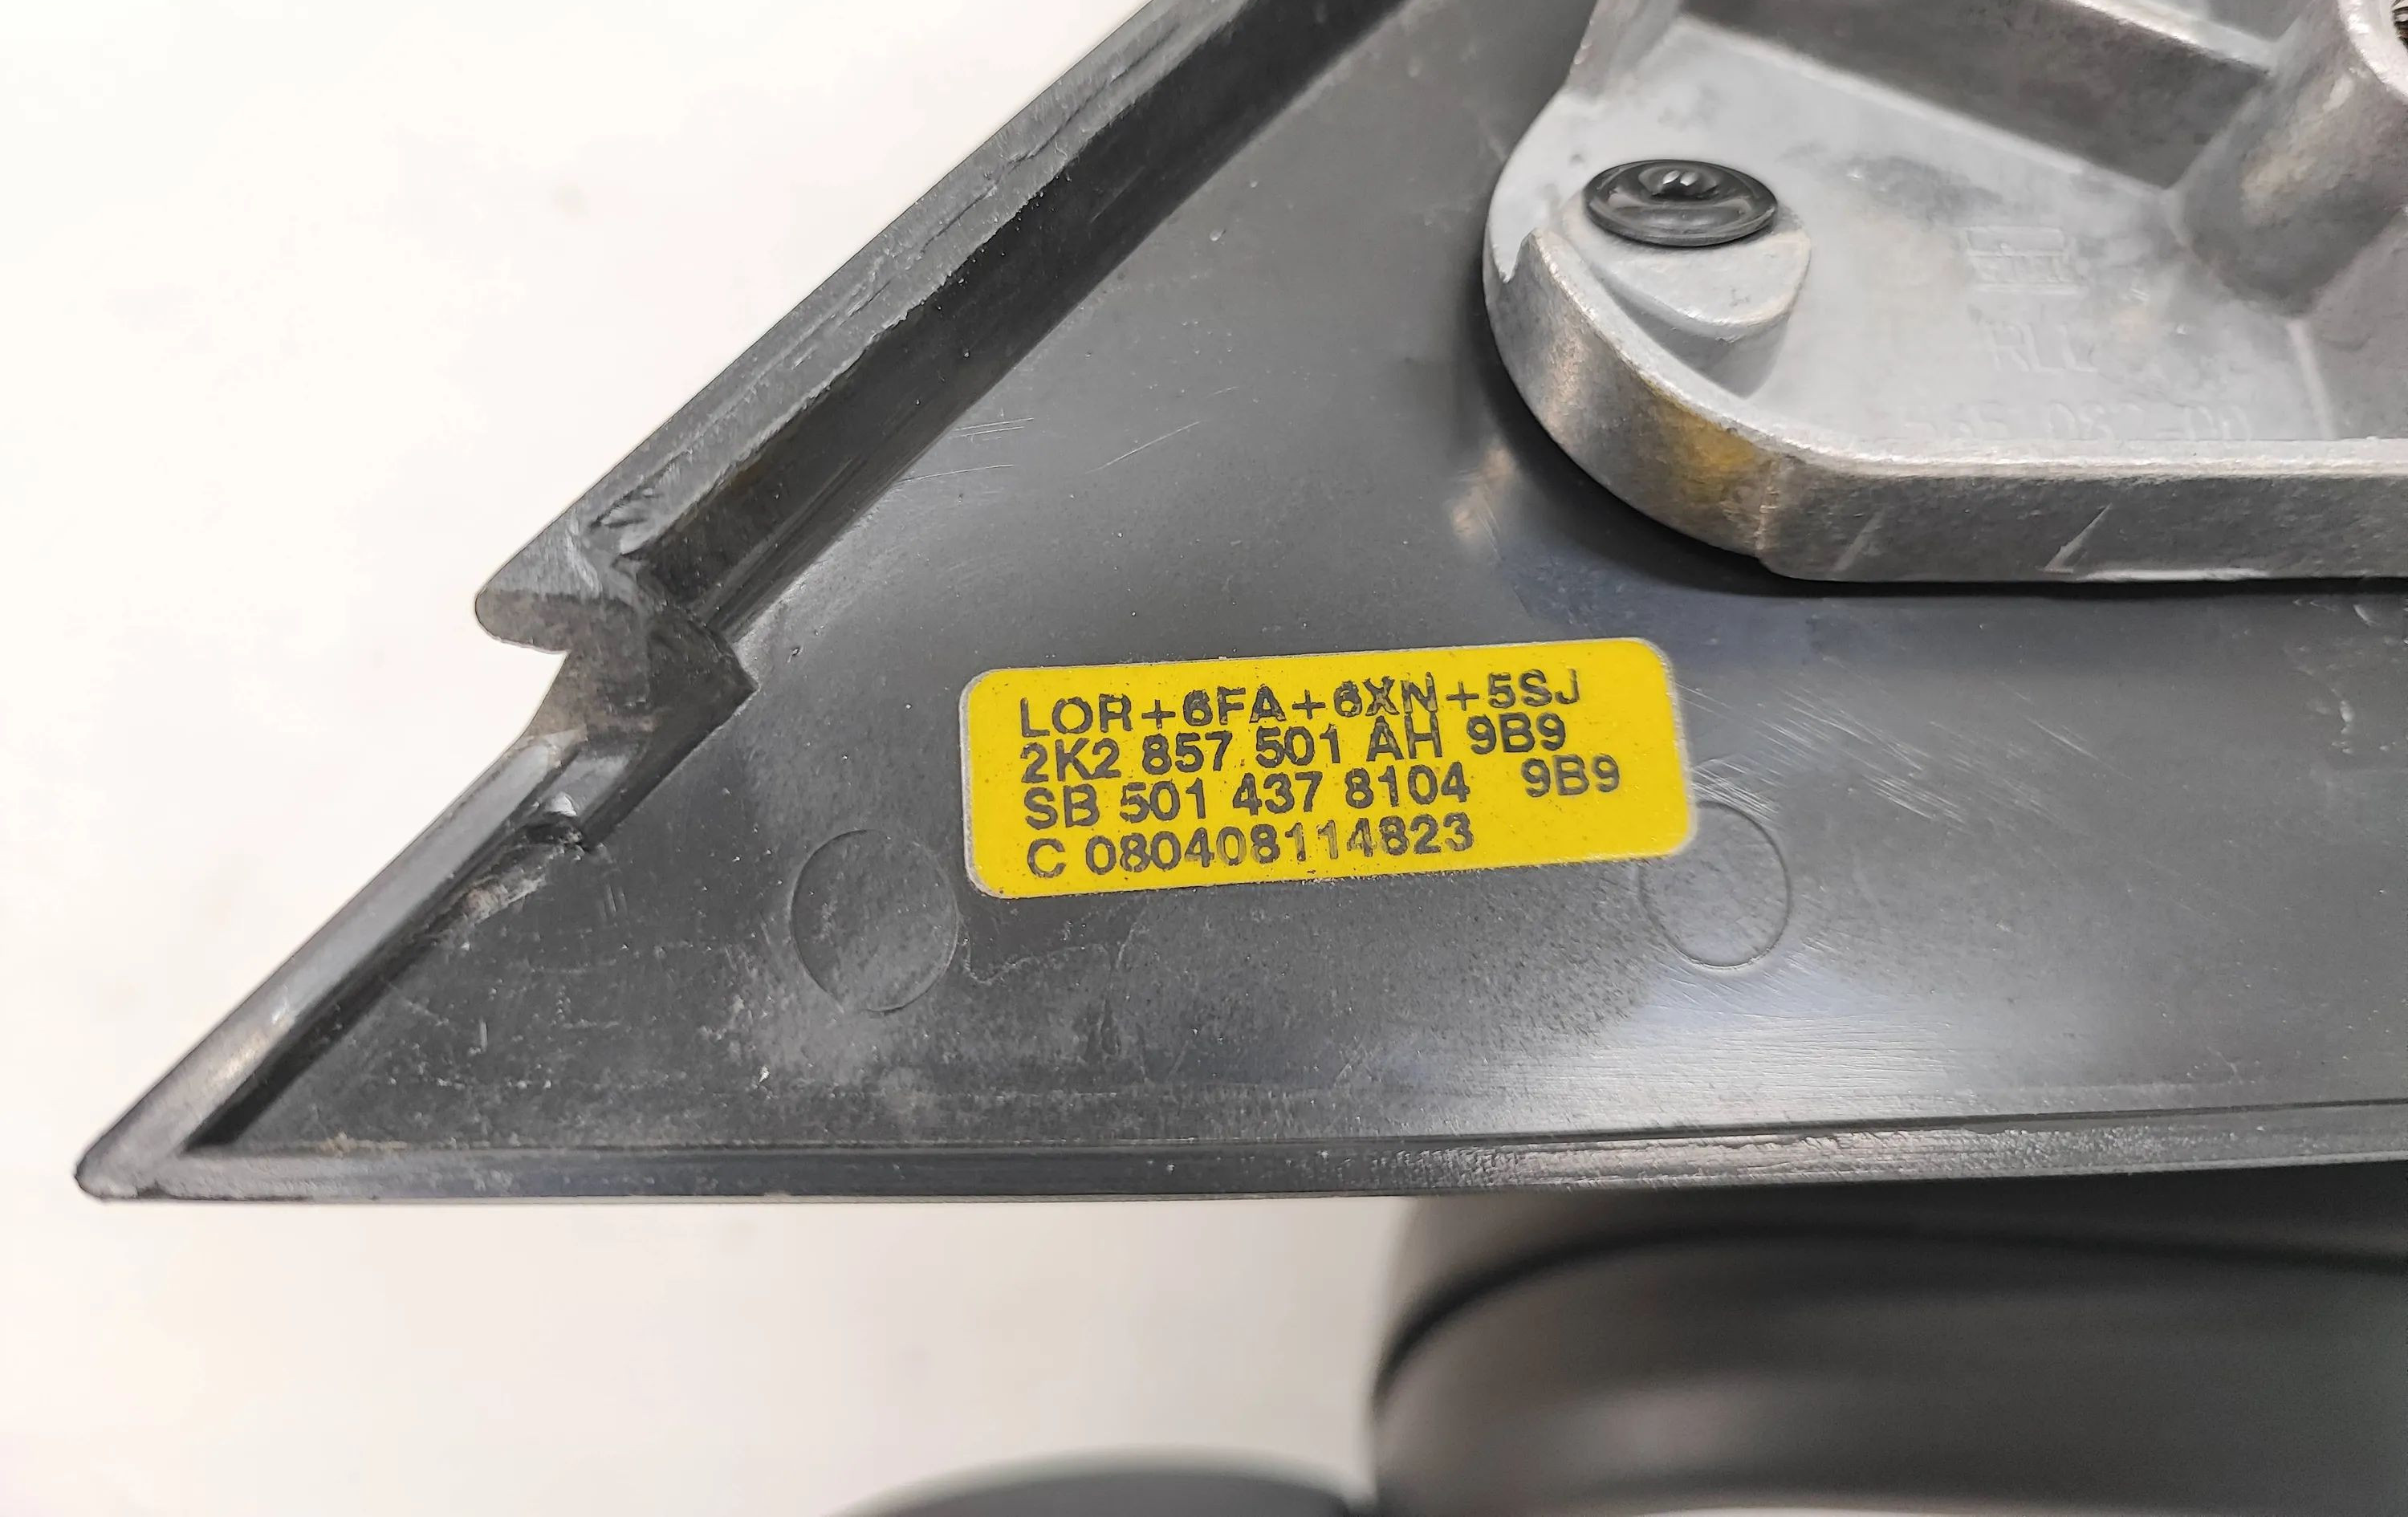 LOR+6FA+6XN+5SJ
2K2 857 501 AH 9B9
SB 501 437 8104 9B9
C 080408114823